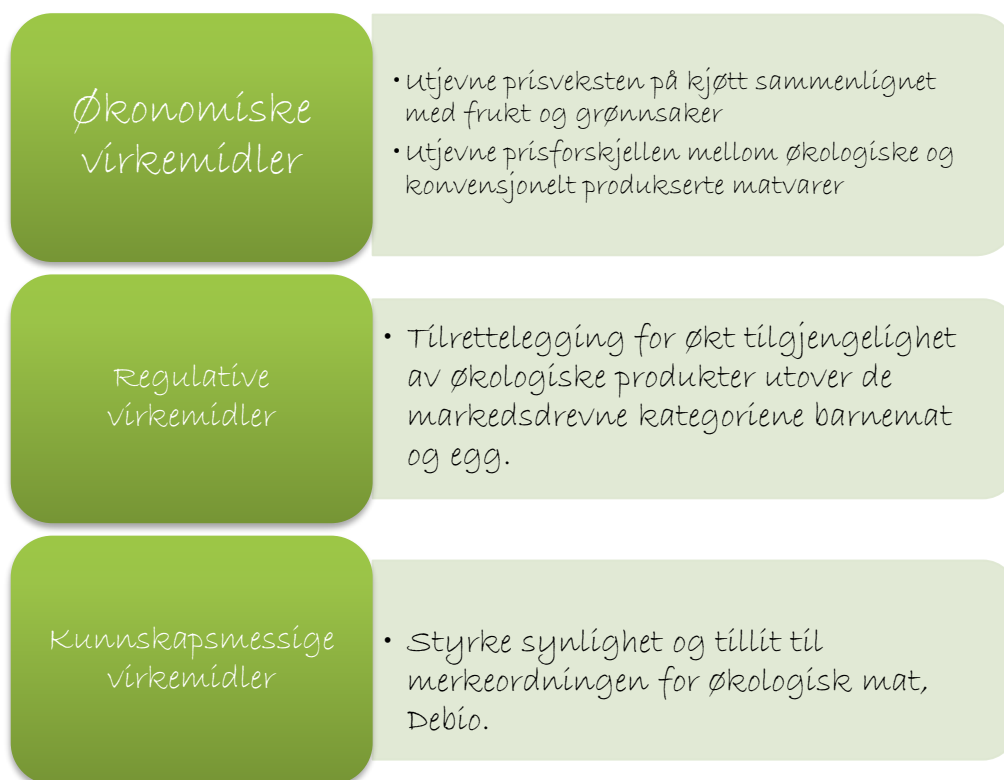 Økonomiske
virkemidler
• Utjevne prisveksten på kjøtt sammenlignet
med frukt og grønnsaker
• Utjevne prisforskjellen mellom økologiske og
konvensjonelt produserte matvarer
Regulative
virkemidler
• Tilrettelegging for økt tilgjengelighet
av økologiske produkter utover de
markedsdrevne kategoriene barnemat
og egg.
Kunnskapsmessige
virkemidler
• Styrke synlighet og tillit til
merkeordningen for økologisk mat,
Debio.